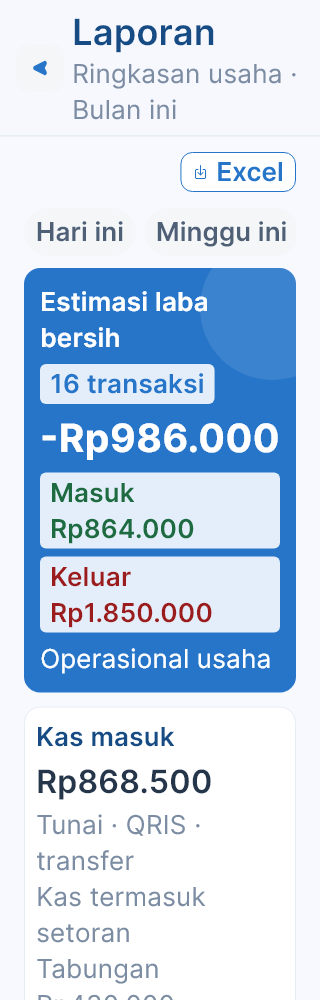 Laporan
Ringkasan usaha ·
Bulan ini
Excel
Hari ini
Minggu ini
Estimasi laba
bersih
16 transaksi
-Rp986.000
Masuk
Rp864.000
Keluar
Rp1.850.000
Operasional usaha
Kas masuk
Rp868.500
Tunai · QRIS ·
transfer
Kas termasuk
setoran
Tabungan